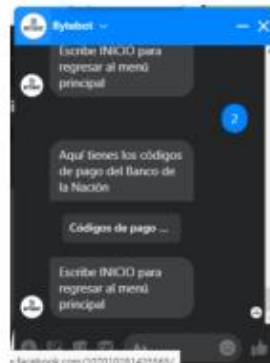 Bytebot
Escribe INICIO para
regresar al menú
principal
2
Aquí tienes los códigos
de pago del Banco de
la Nación
Códigos de pago ...
Escribe INICIO para
regresar al menú
principal
Aa